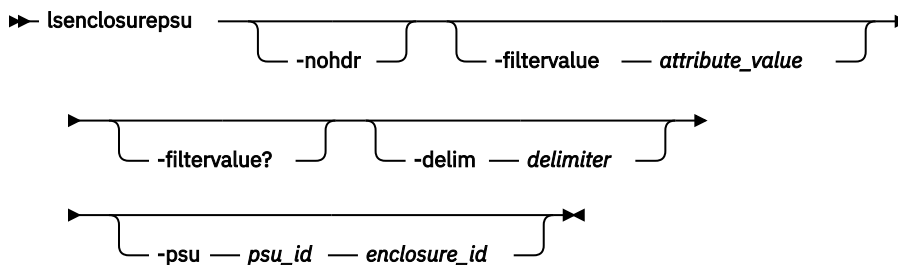 lsenclosurepsu
-nohdr -filtervalue attribute_value
-filtervalue? -delim delimiter
-psu psu_id enclosure_id